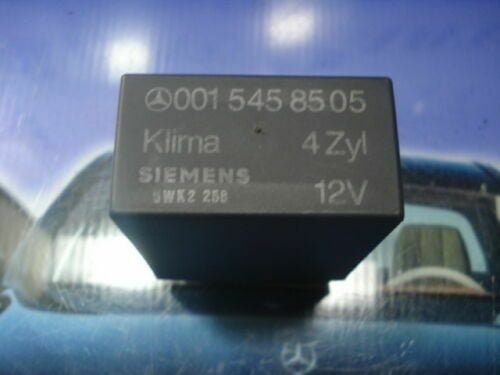 001 545 85 05
Klima 4 Zyl
SIEMENS
5WK2 258 12V